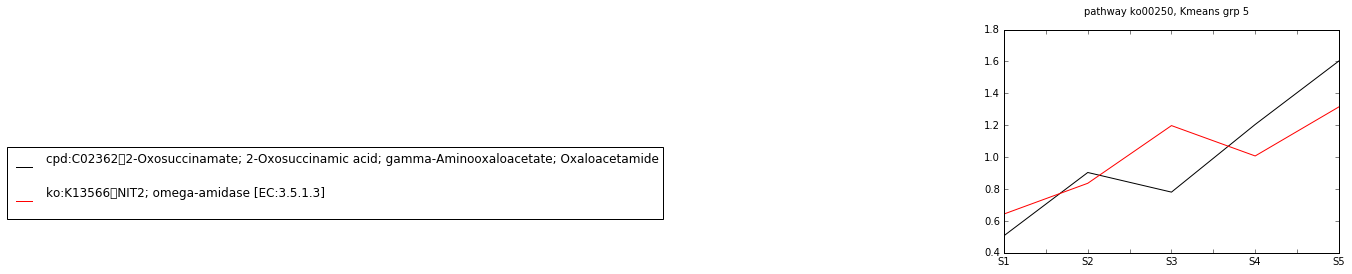 pathway ko00250, Kmeans grp 5
1.8
1.6
1.4
1.2
1.0
0.8
0.6
0.4
S1 S2 S3 S4 S5
cpd:C02362▯2-Oxosuccinamate; 2-Oxosuccinamic acid; gamma-Aminooxaloacetate; Oxaloacetamide
ko:K13566▯NIT2; omega-amidase [EC:3.5.1.3]